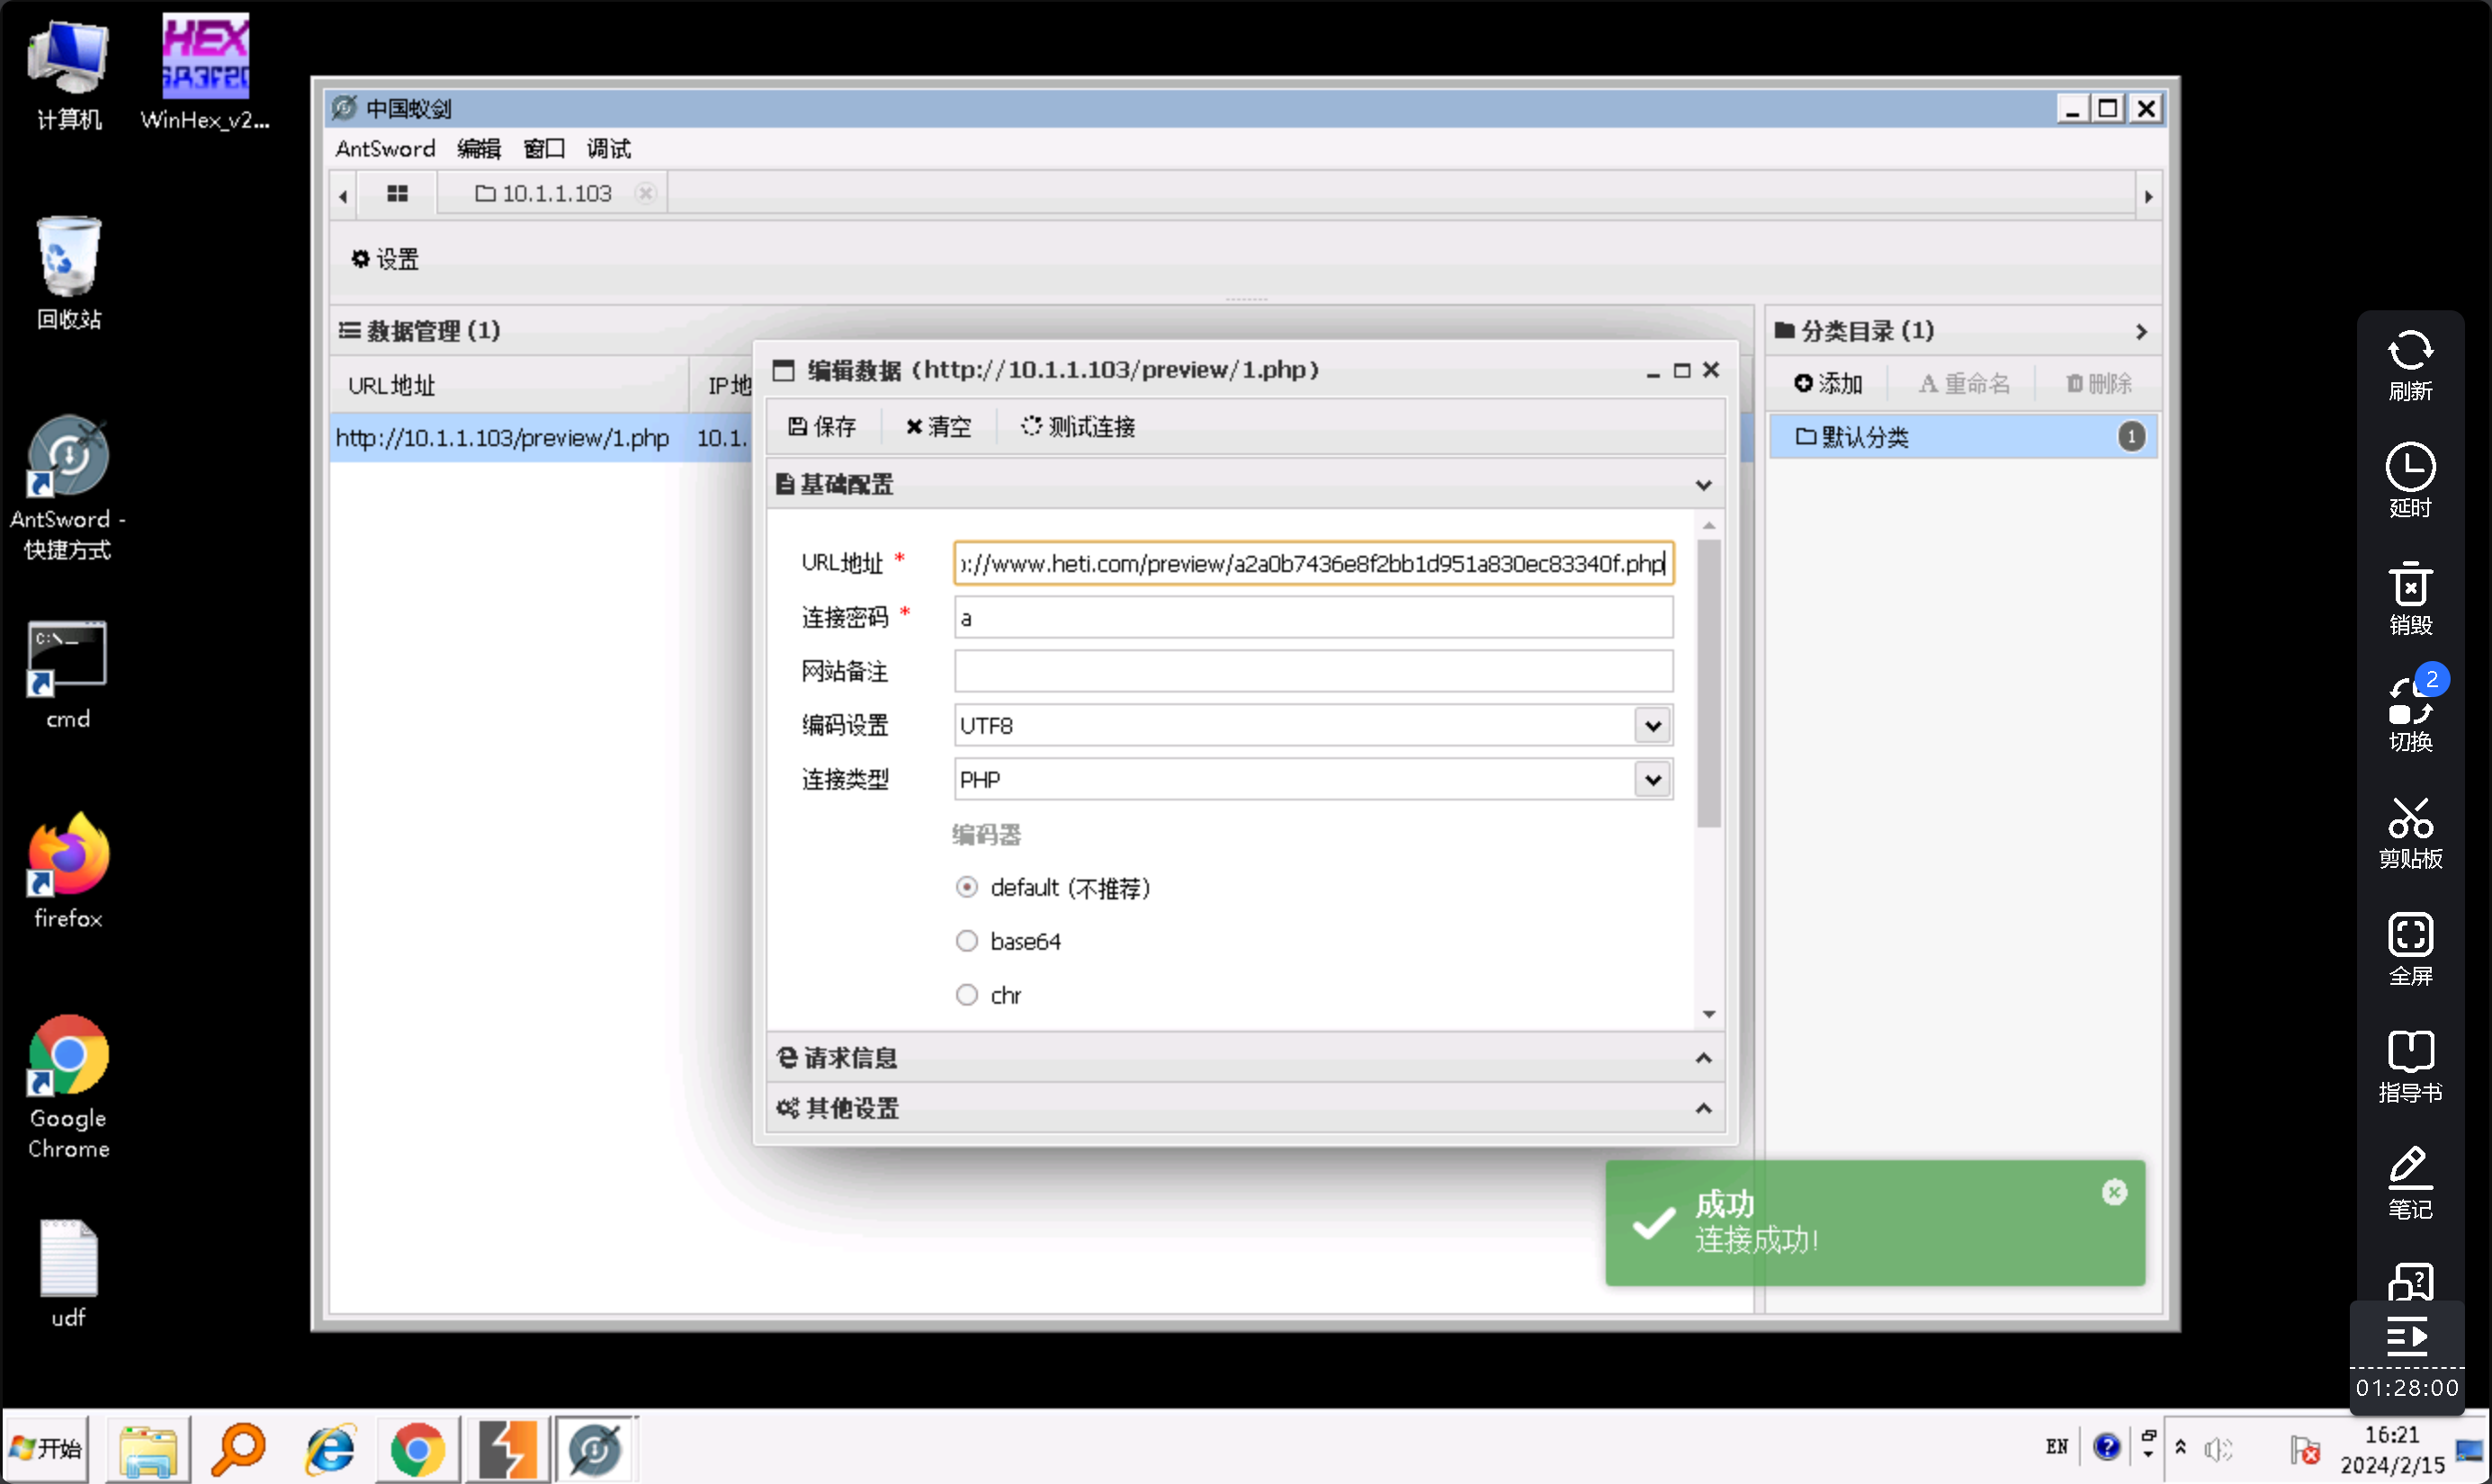 计算机
WinHex_v2...
回收站
AntSword -
快捷方式
cmd
firefox
Google
Chrome
udf
中国蚁剑
AntSword 编辑 窗口 调试
10.1.1.103
设置
数据管理 (1)
URL地址 IP地
http://10.1.1.103/preview/1.php 10.1.
编辑数据 (http://10.1.1.103/preview/1.php)
保存 清空 测试连接
基础配置
URL地址 * ://www.heti.com/preview/a2a0b7436e8f2bb1d951a830ec83340f.php
连接密码 * a
网站备注
编码设置 UTF8
连接类型 PHP
编码器
default (不推荐)
base64
chr
请求信息
其他设置
分类目录 (1)
添加 重命名 删除
默认分类 1
成功
连接成功!
刷新
延时
销毁
2
切换
剪贴板
全屏
指导书
笔记
01:28:00
开始
EN
16:21
2024/2/15